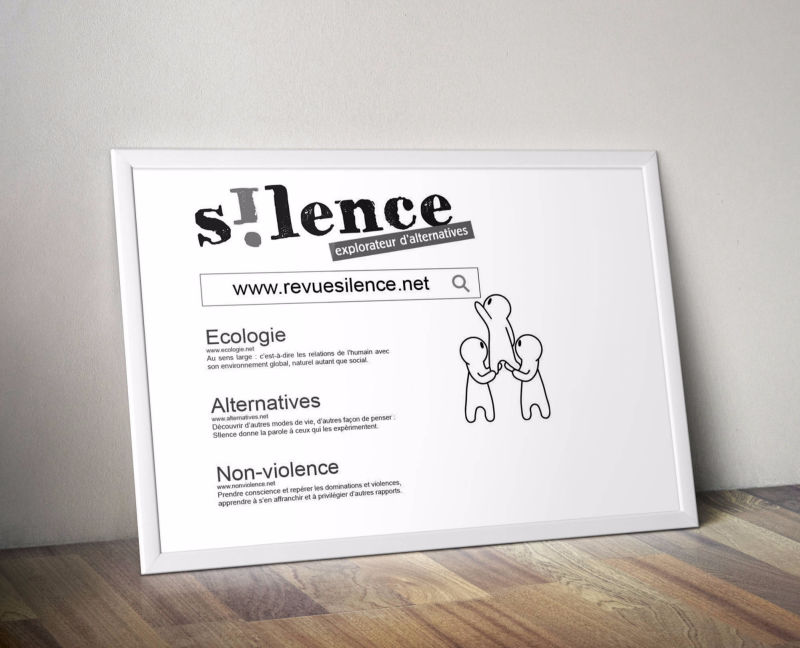 s!lence
explorateur d'alternatives
www.revuesilence.net
Ecologie
www.ecologie.net
Au sens large : c'est-à-dire les relations de l'humain avec
son environnement global, naturel autant que social.
Alternatives
www.alternatives.net
Découvrir d'autres modes de vie, d'autres façon de penser :
S!lence donne la parole à ceux qui les expérimentent.
Non-violence
www.nonviolence.net
Prendre conscience et repérer les dominations et violences,
apprendre à s'en affranchir et à privilégier d'autres rapports.